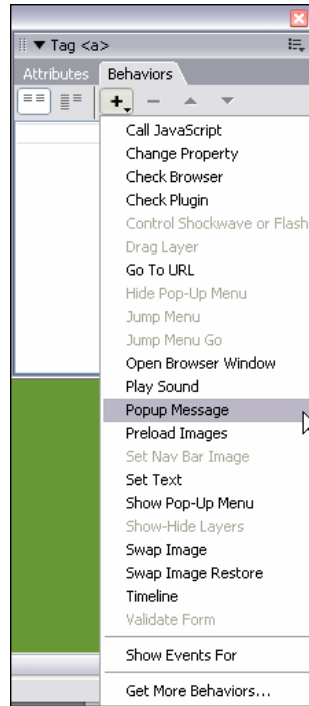 Tag <a>
Attributes Behaviors
Call JavaScript
Change Property
Check Browser
Check Plugin
Control Shockwave or Flash
Drag Layer
Go To URL
Hide Pop-Up Menu
Jump Menu
Jump Menu Go
Open Browser Window
Play Sound
Popup Message
Preload Images
Set Nav Bar Image
Set Text
Show Pop-Up Menu
Show-Hide Layers
Swap Image
Swap Image Restore
Timeline
Validate Form
Show Events For
Get More Behaviors...